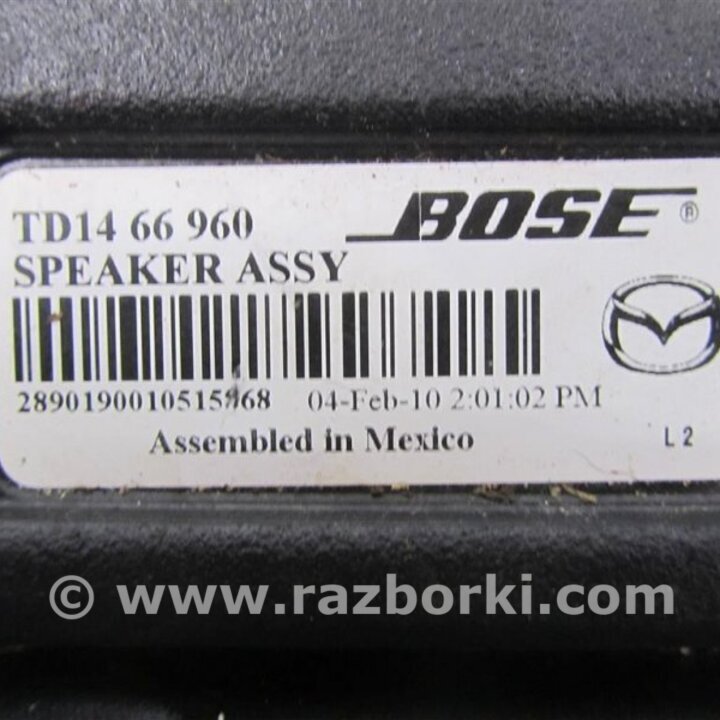 TD14 66 960 BOSE ®
SPEAKER ASSY
04-Feb-10 2:01:02 PM
Assembled in Mexico L 2
© www.razborki.com